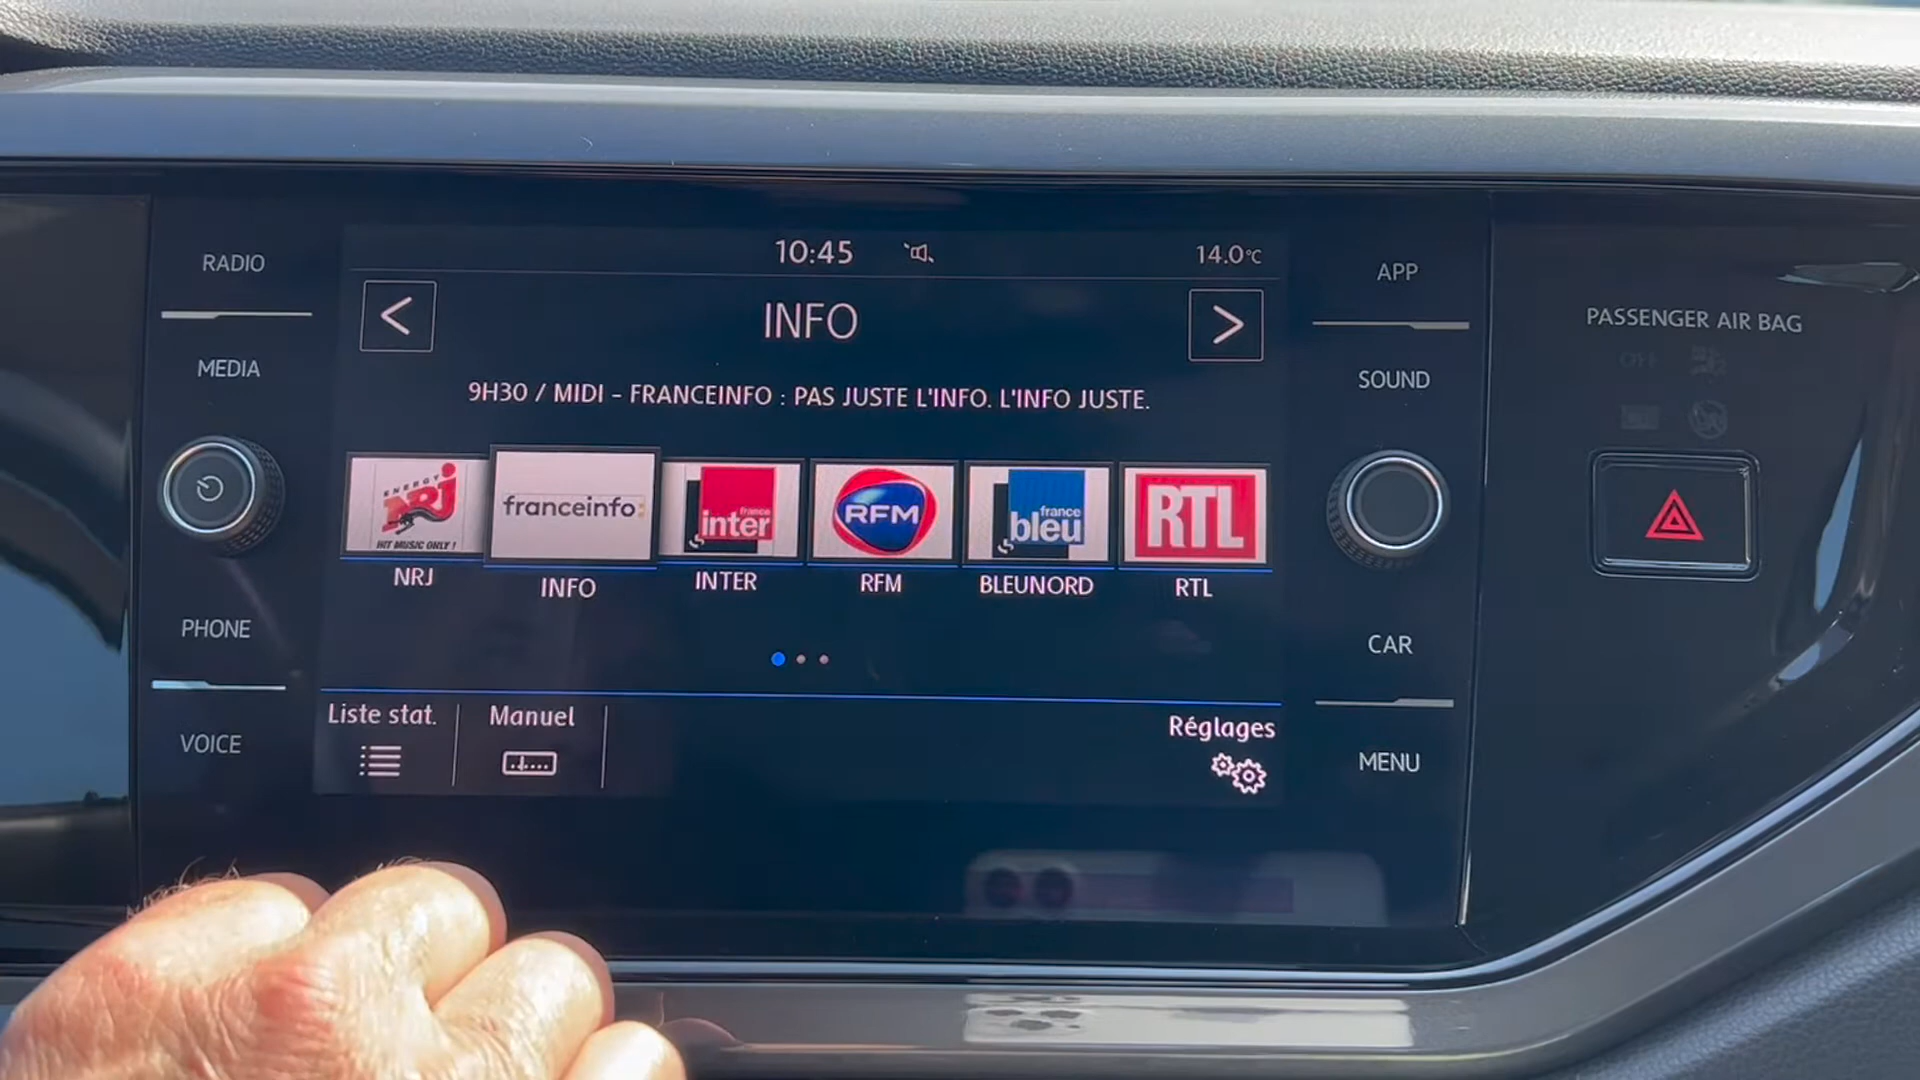 RADIO
MEDIA
PHONE
VOICE
10:45
14.0°C
<
INFO
>
9H30 / MIDI - FRANCEINFO : PAS JUSTE L'INFO. L'INFO JUSTE.
ENERGY
NRJ
HIT MUSIC ONLY !
franceinfo:
france
inter
RFM
france
bleu
RTL
NRJ
INFO
INTER
RFM
BLEUNORD
RTL
Liste stat.
Manuel
Réglages
APP
SOUND
CAR
MENU
PASSENGER AIR BAG
OFF